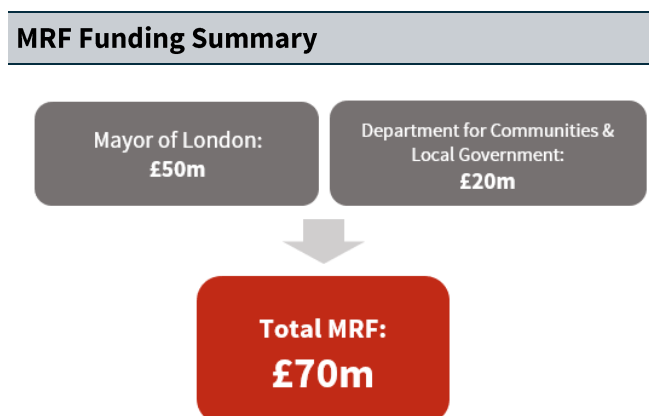 MRF Funding Summary
Mayor of London:
£50m
Department for Communities &
Local Government:
£20m
Total MRF:
£70m